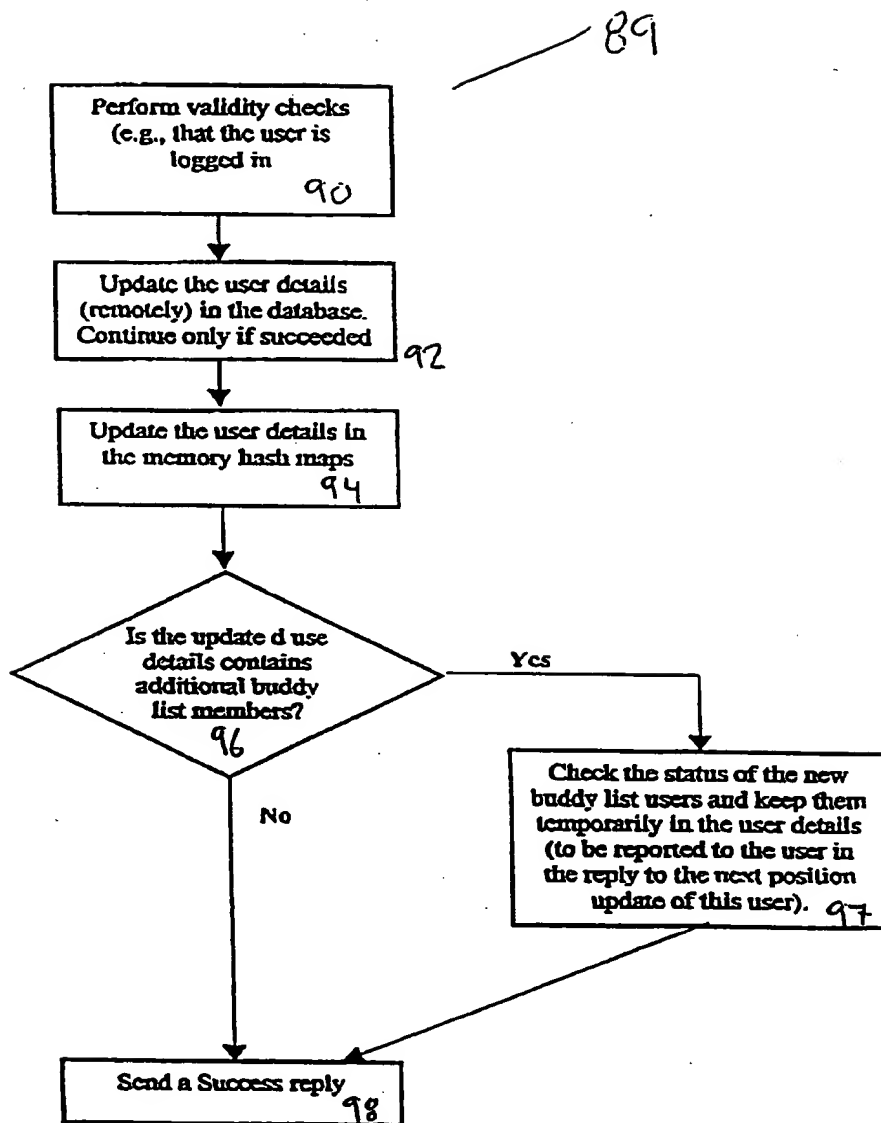 89
Perform validity checks
(e.g., that the user is
logged in
90
Update the user details
(remotely) in the database.
Continue only if succeeded
92
Update the user details in
the memory hash maps
94
Is the update d use
details contains
additional buddy
list members?
96
Yes
No
Check the status of the new
buddy list users and keep them
temporarily in the user details
(to be reported to the user in
the reply to the next position
update of this user).
97
Send a Success reply
98